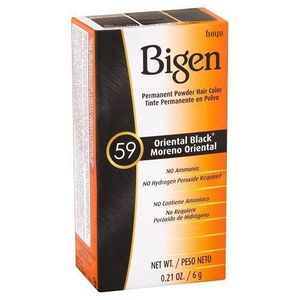 hoyu
Bigen
Permanent Powder Hair Color
Tinte Permanente en Polvo
59
Oriental Black*
Moreno Oriental
NO Ammonia
NO Hydrogen Peroxide Required*
NO Contiene Amoníaco
No Requiere
Peróxido de Hidrógeno
NET WT. / PESO NETO
0.21 OZ. / 6 g